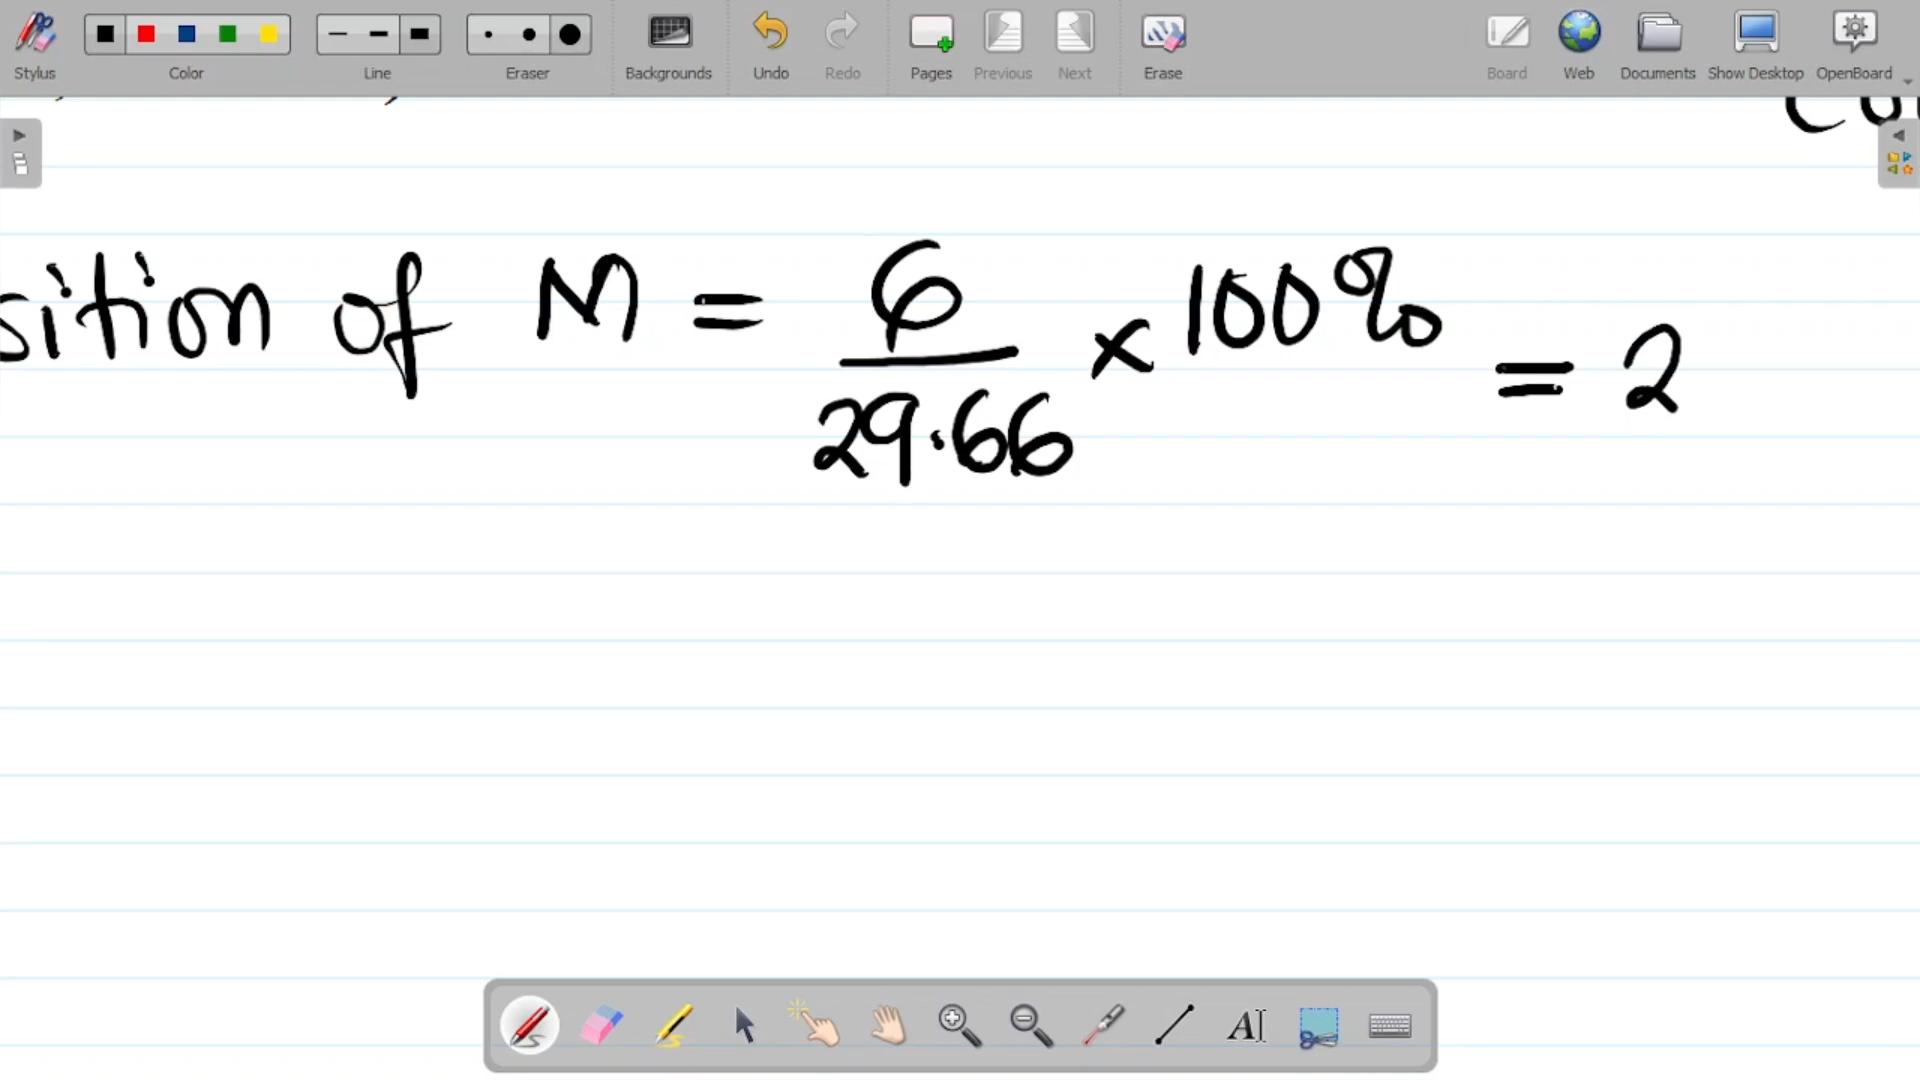 Stylus Color Line Eraser Backgrounds Undo Redo Pages Previous Next Erase Board Web Documents Show Desktop OpenBoard
sition of M = 6/29.66 × 100% = 2